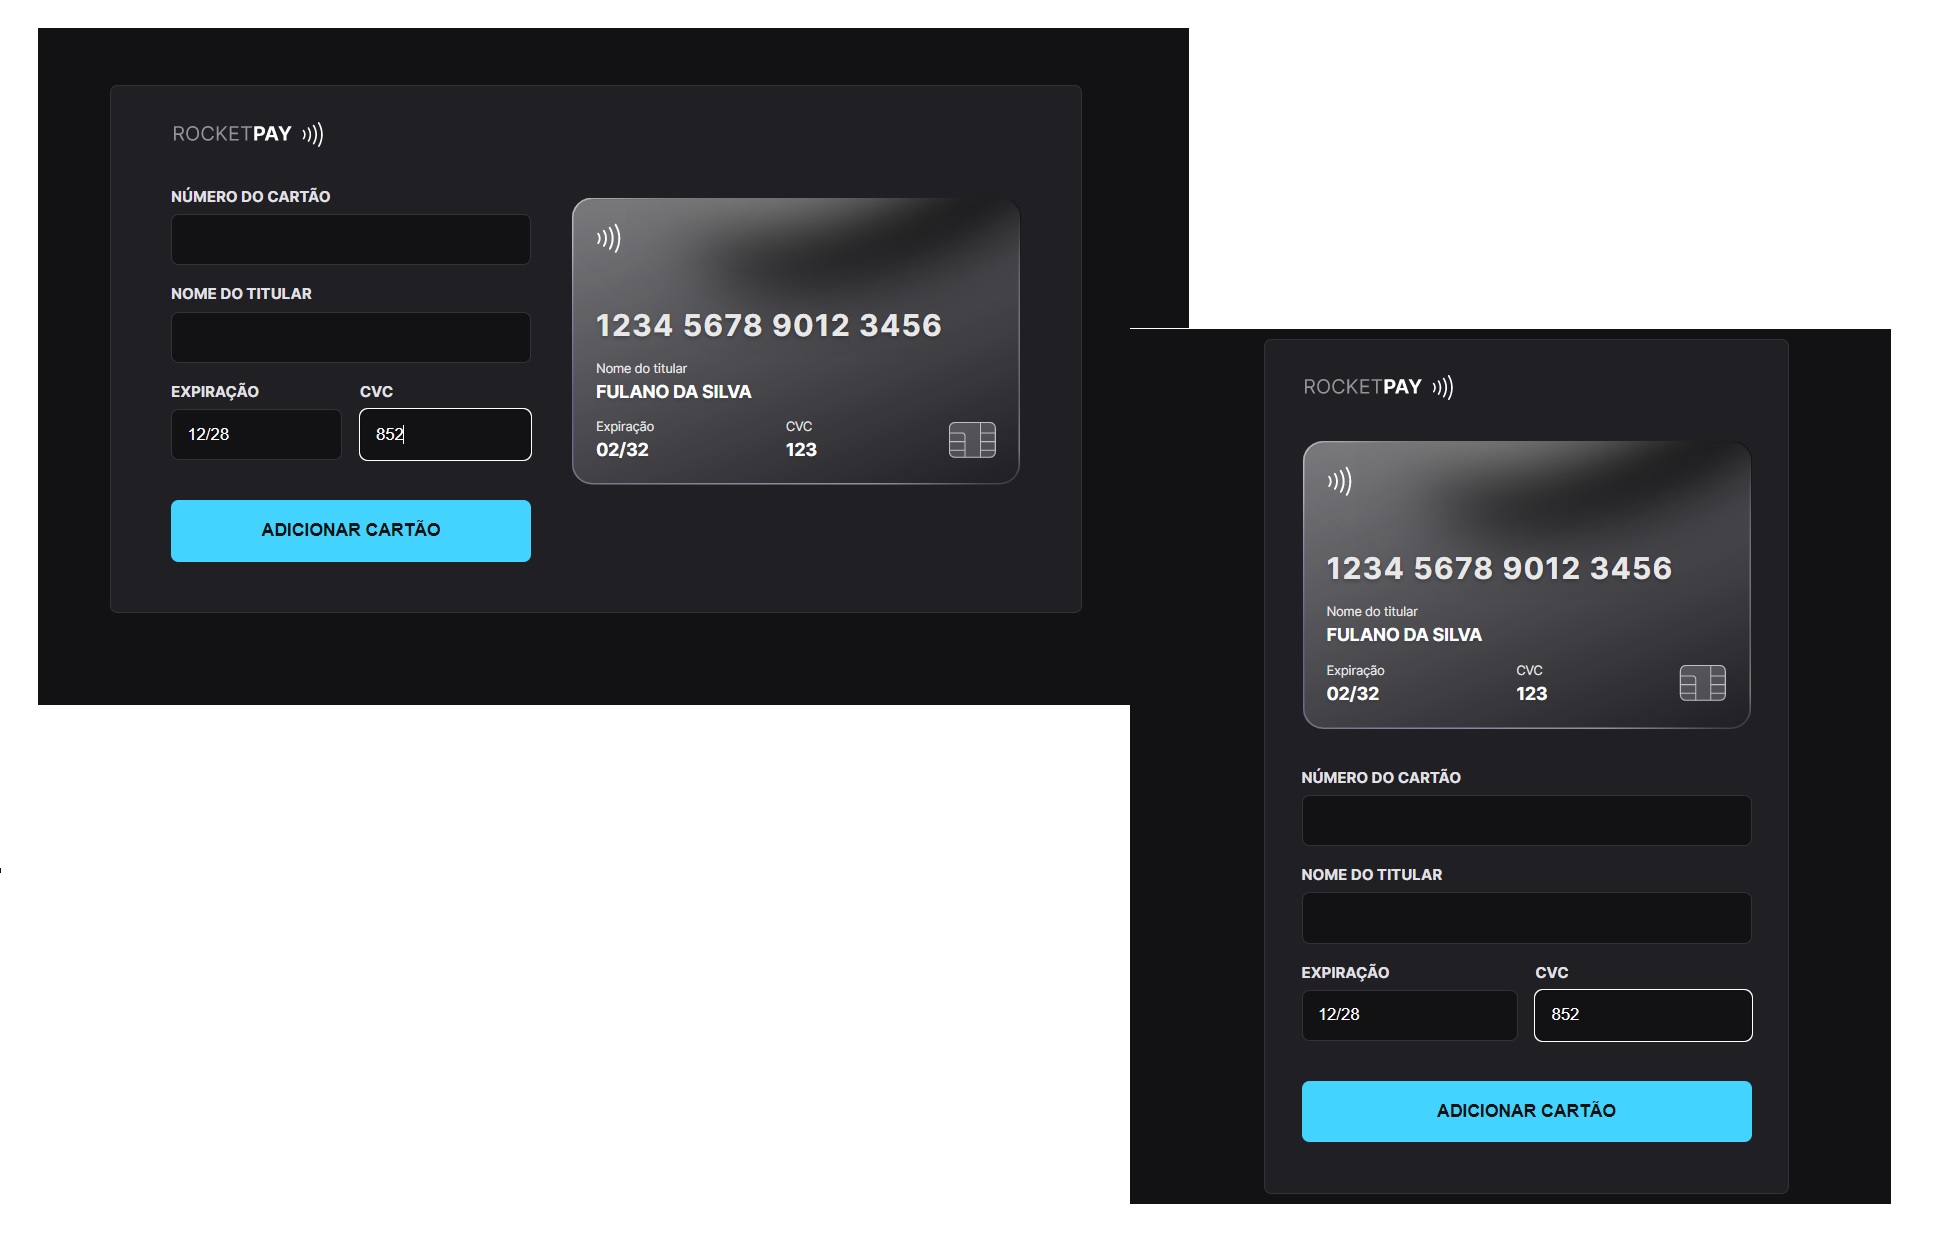 ROCKETPAY
NÚMERO DO CARTÃO
NOME DO TITULAR
EXPIRAÇÃO CVC
12/28 852
ADICIONAR CARTÃO
1234 5678 9012 3456
Nome do titular
FULANO DA SILVA
Expiração CVC
02/32 123
ROCKETPAY
1234 5678 9012 3456
Nome do titular
FULANO DA SILVA
Expiração CVC
02/32 123
NÚMERO DO CARTÃO
NOME DO TITULAR
EXPIRAÇÃO CVC
12/28 852
ADICIONAR CARTÃO